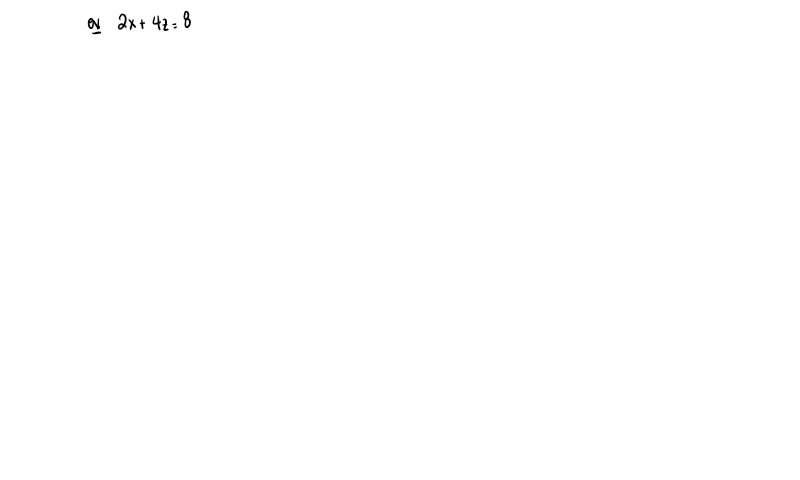 ex 2x + 4z = 8